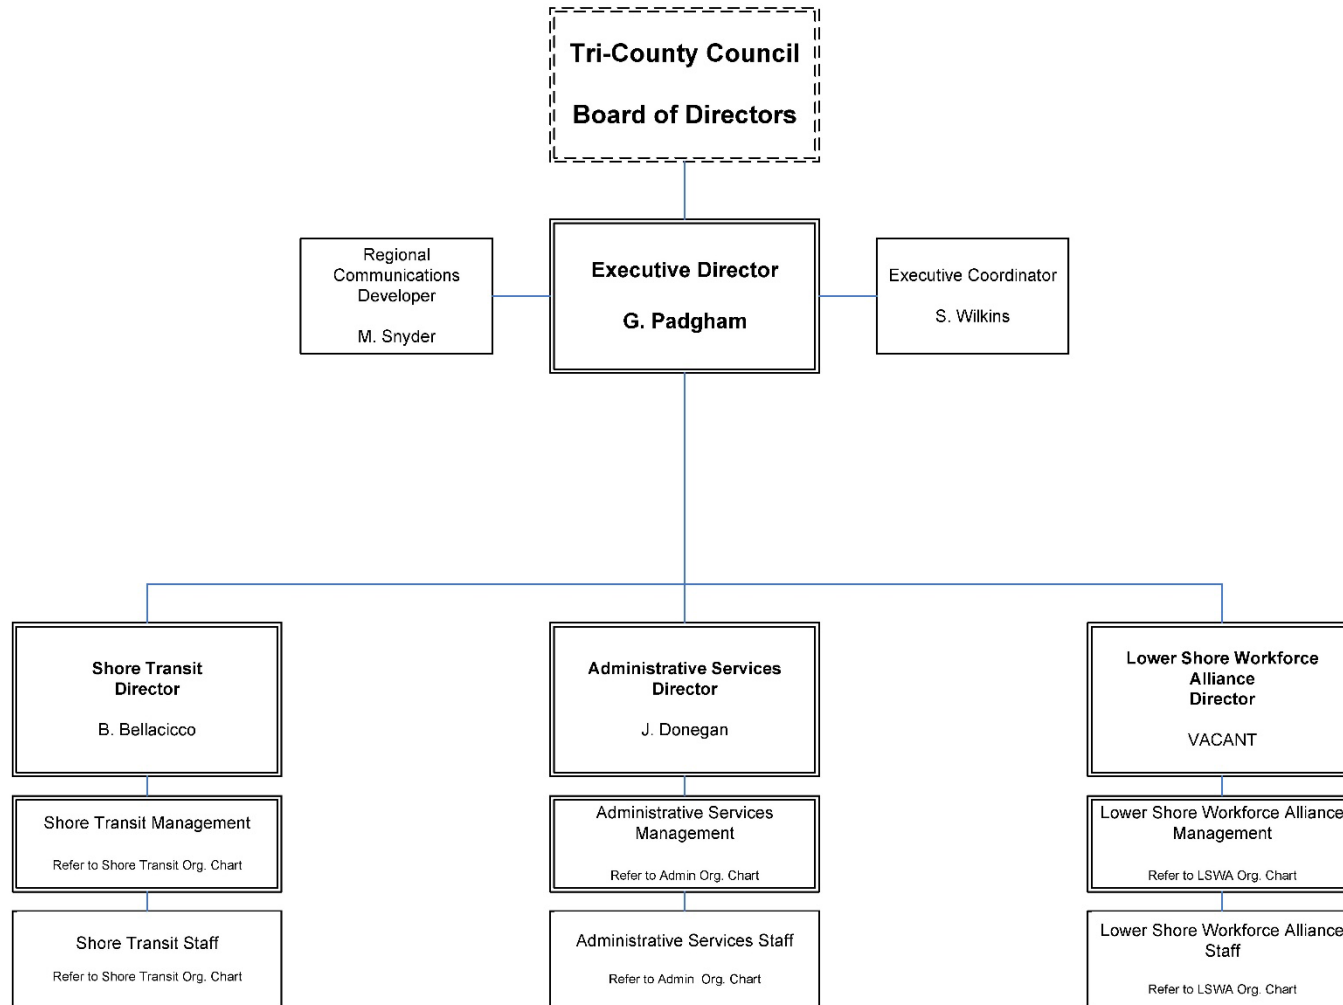 Tri-County Council
Board of Directors
Regional
Communications
Developer
M. Snyder
Executive Director
G. Padgham
Executive Coordinator
S. Wilkins
Shore Transit
Director
B. Bellacicco
Administrative Services
Director
J. Donegan
Lower Shore Workforce
Alliance
Director
VACANT
Shore Transit Management
Refer to Shore Transit Org. Chart
Administrative Services
Management
Refer to Admin Org. Chart
Lower Shore Workforce Alliance
Management
Refer to LSWA Org. Chart
Shore Transit Staff
Refer to Shore Transit Org. Chart
Administrative Services Staff
Refer to Admin  Org. Chart
Lower Shore Workforce Alliance
Staff
Refer to LSWA Org. Chart